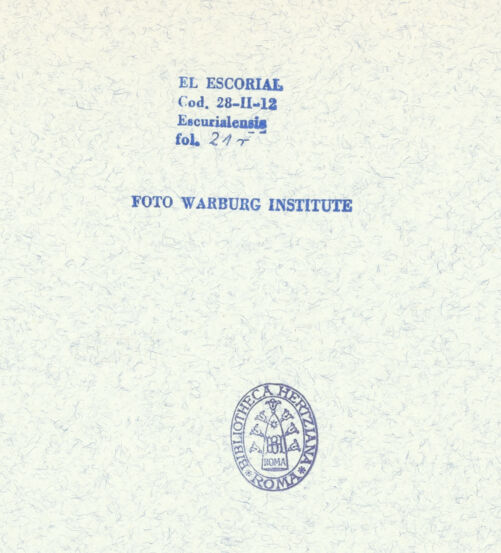 EL ESCORIAL
Cod. 28-II-12
Escurialensis
fol. 21r
FOTO WARBURG INSTITUTE
BIBLIOTHECA HERTZIANA
ROMA
* ROMA *